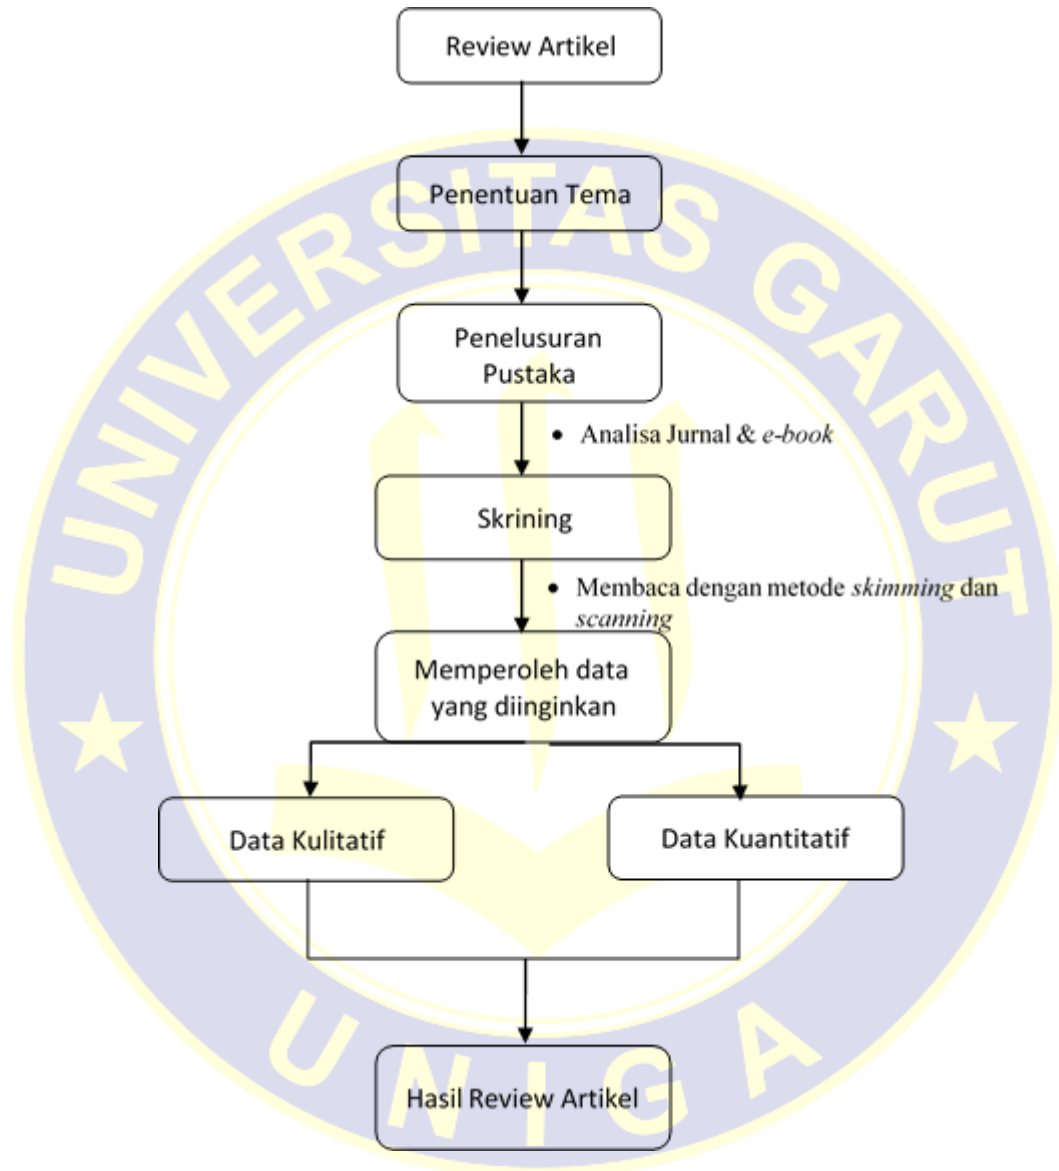 Review Artikel
Penentuan Tema
Penelusuran
Pustaka
• Analisa Jurnal & e-book
Skrining
• Membaca dengan metode skimming dan
scanning
Memperoleh data
yang diinginkan
Data Kulitatif
Data Kuantitatif
Hasil Review Artikel
UNIVERSITAS GARUT
UNIGA